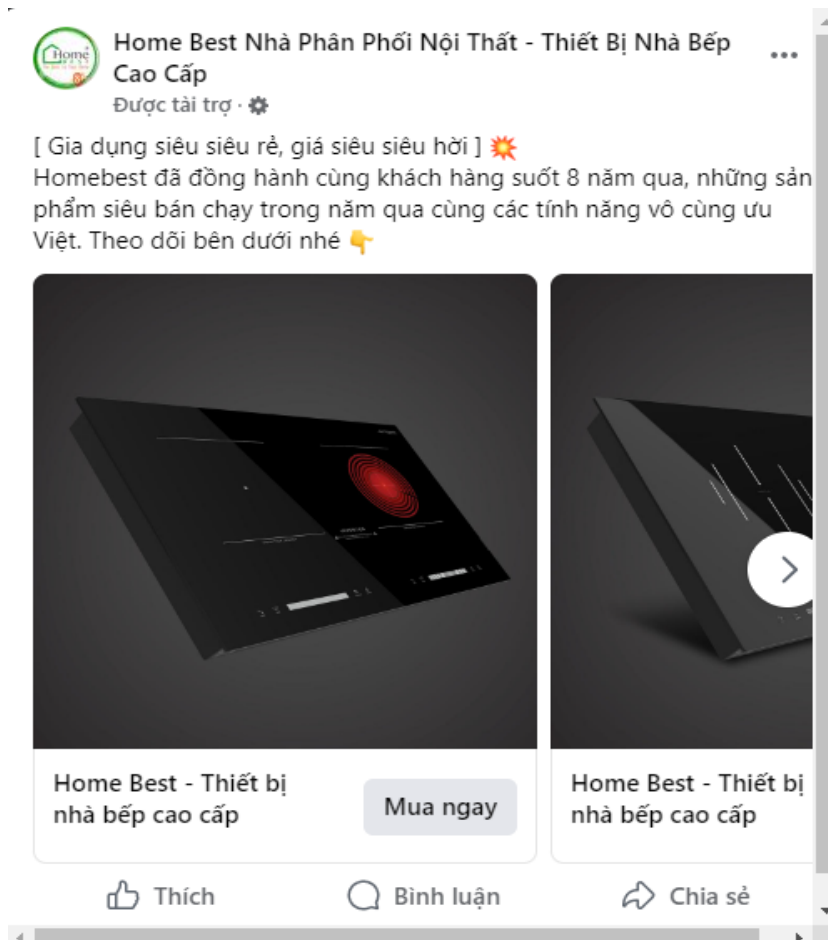 Home
BEST
Home Best Nhà Phân Phối Nội Thất - Thiết Bị Nhà Bếp
Cao Cấp
Được tài trợ ·
[ Gia dụng siêu siêu rẻ, giá siêu siêu hời ] 💥
Homebest đã đồng hành cùng khách hàng suốt 8 năm qua, những sản
phẩm siêu bán chạy trong năm qua cùng các tính năng vô cùng ưu
Việt. Theo dõi bên dưới nhé 👇
Home Best - Thiết bị
nhà bếp cao cấp
Mua ngay
Home Best - Thiết bị
nhà bếp cao cấp
Thích
Bình luận
Chia sẻ